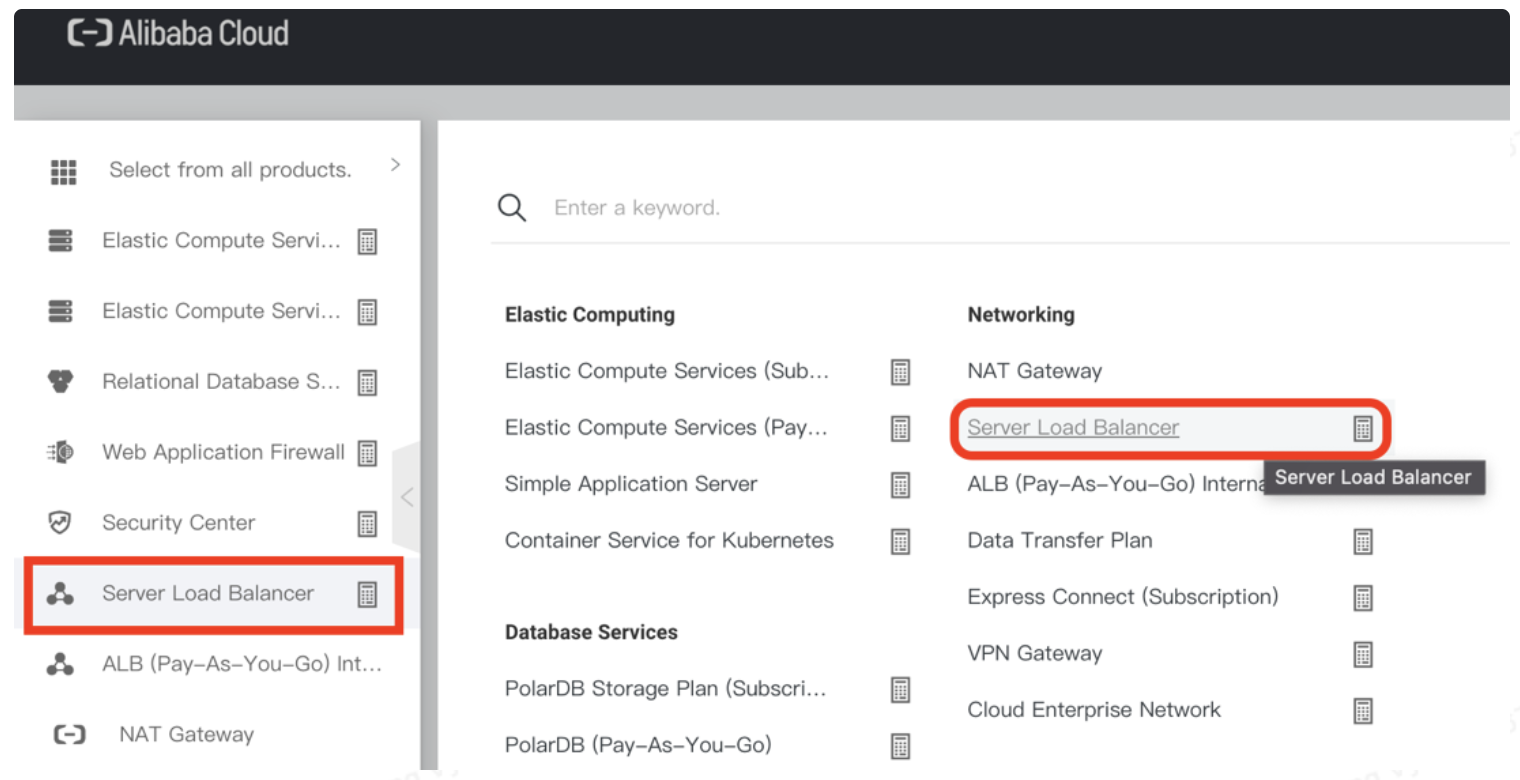 Alibaba Cloud
Select from all products.
Elastic Compute Servi...
Elastic Compute Servi...
Relational Database S...
Web Application Firewall
Security Center
Server Load Balancer
ALB (Pay-As-You-Go) Int...
NAT Gateway
Enter a keyword.
Elastic Computing
Elastic Compute Services (Sub...
Elastic Compute Services (Pay...
Simple Application Server
Container Service for Kubernetes
Database Services
PolarDB Storage Plan (Subscri...
PolarDB (Pay-As-You-Go)
Networking
NAT Gateway
Server Load Balancer
Server Load Balancer
ALB (Pay-As-You-Go) Interna
Data Transfer Plan
Express Connect (Subscription)
VPN Gateway
Cloud Enterprise Network